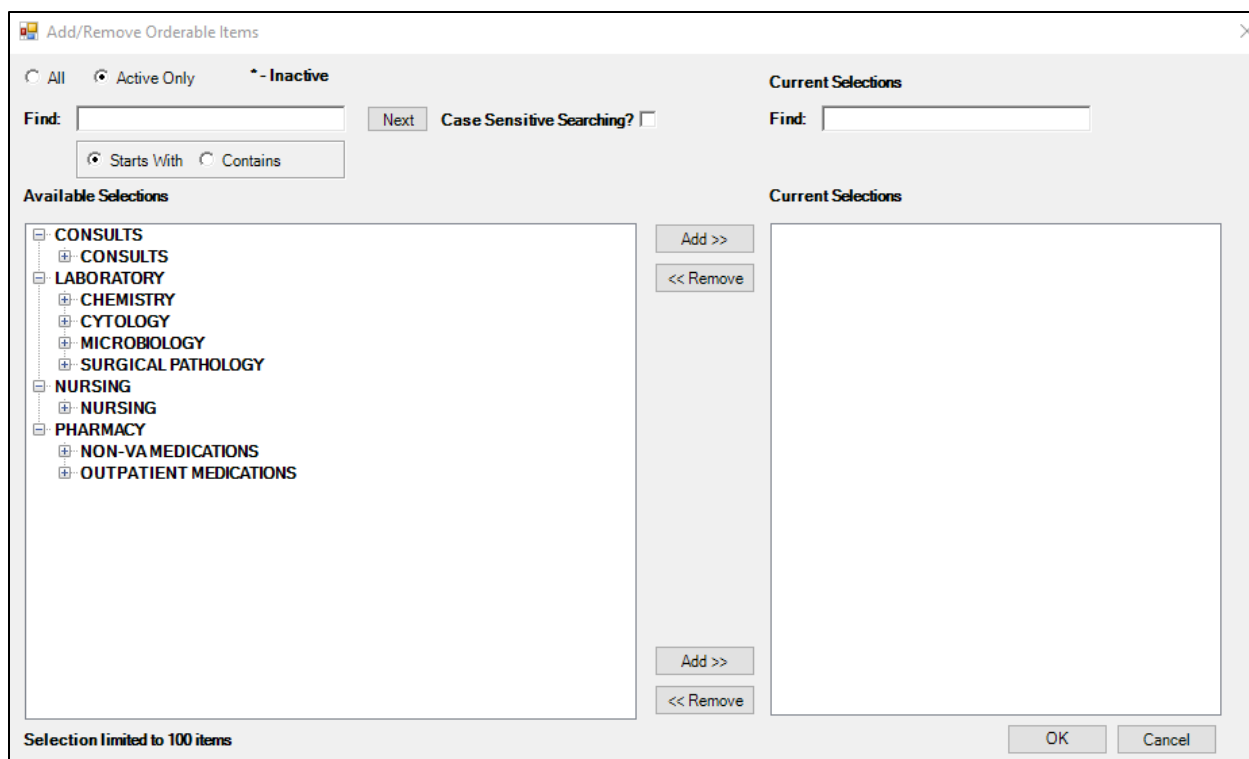 Add/Remove Orderable Items
All Active Only * - Inactive
Current Selections
Find: Next Case Sensitive Searching? Find:
Starts With Contains
Available Selections Current Selections
CONSULTS
CONSULTS
LABORATORY
CHEMISTRY
CYTOLOGY
MICROBIOLOGY
SURGICAL PATHOLOGY
NURSING
NURSING
PHARMACY
NON-VA MEDICATIONS
OUTPATIENT MEDICATIONS
Add >>
<< Remove
Add >>
<< Remove
Selection limited to 100 items
OK Cancel